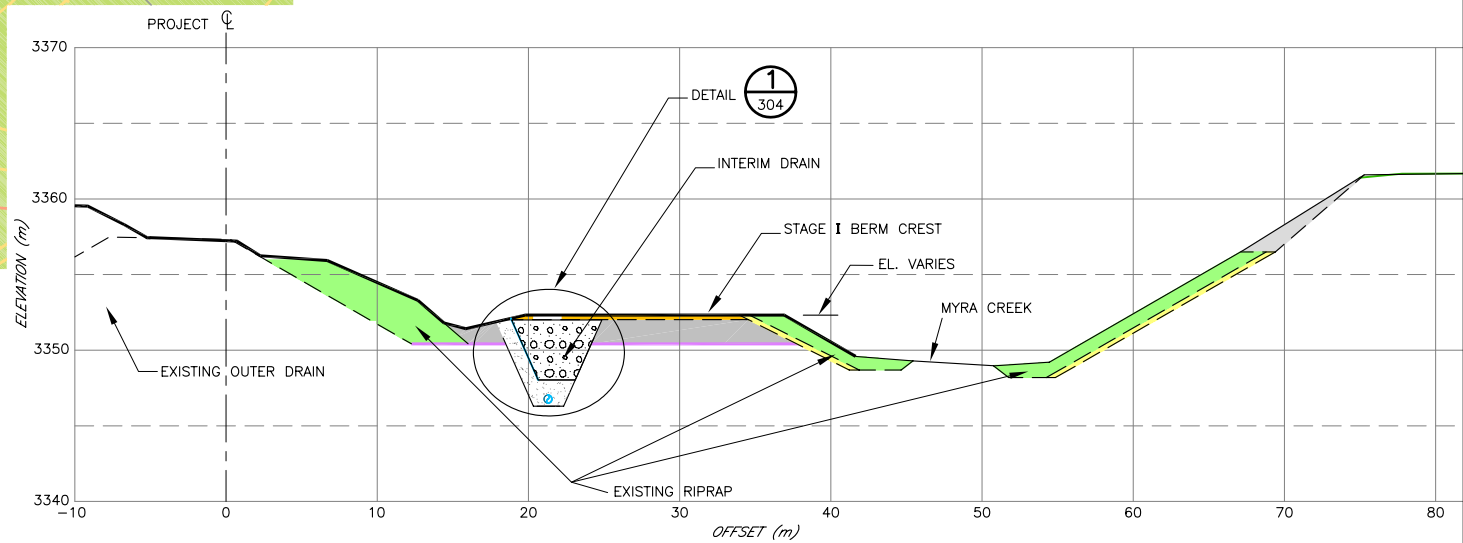 PROJECT ℄
3370
DETAIL 1
304
INTERIM DRAIN
3360
STAGE I BERM CREST
EL. VARIES
MYRA CREEK
ELEVATION (m)
3350
EXISTING OUTER DRAIN
EXISTING RIPRAP
3340
-10 0 10 20 30 40 50 60 70 80
OFFSET (m)